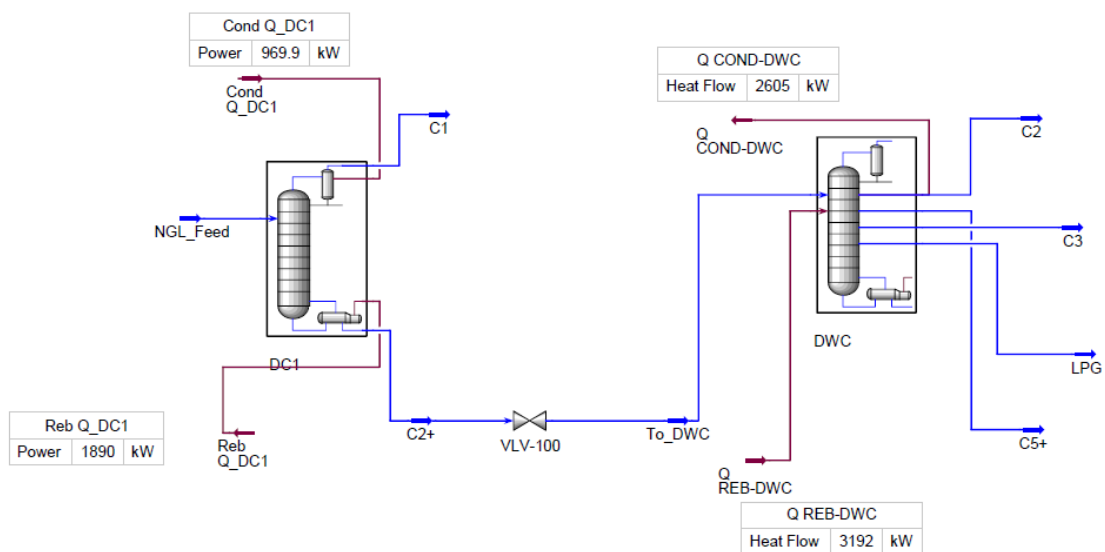 Cond Q_DC1
Power 969.9 kW
Cond
Q_DC1
C1
NGL_Feed
DC1
Reb Q_DC1
Power 1890 kW
Reb
Q_DC1
C2+
VLV-100
To_DWC
Q COND-DWC
Heat Flow 2605 kW
Q
COND-DWC
C2
C3
DWC
LPG
C5+
Q
REB-DWC
Q REB-DWC
Heat Flow 3192 kW